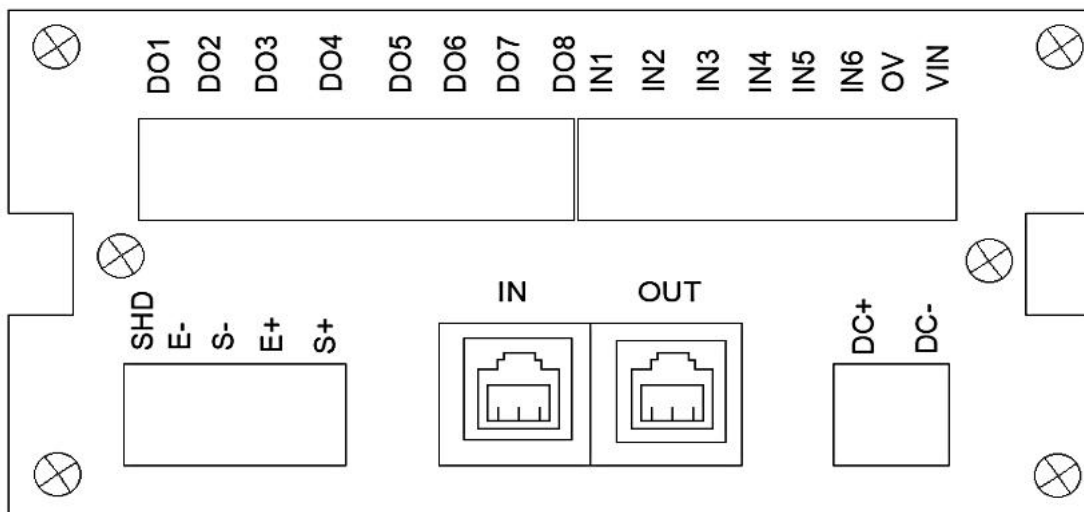 DO1 DO2 DO3 DO4 DO5 DO6 DO7 DO8 IN1 IN2 IN3 IN4 IN5 IN6 OV VIN
IN OUT
SHD E- S- E+ S+ DC+ DC-